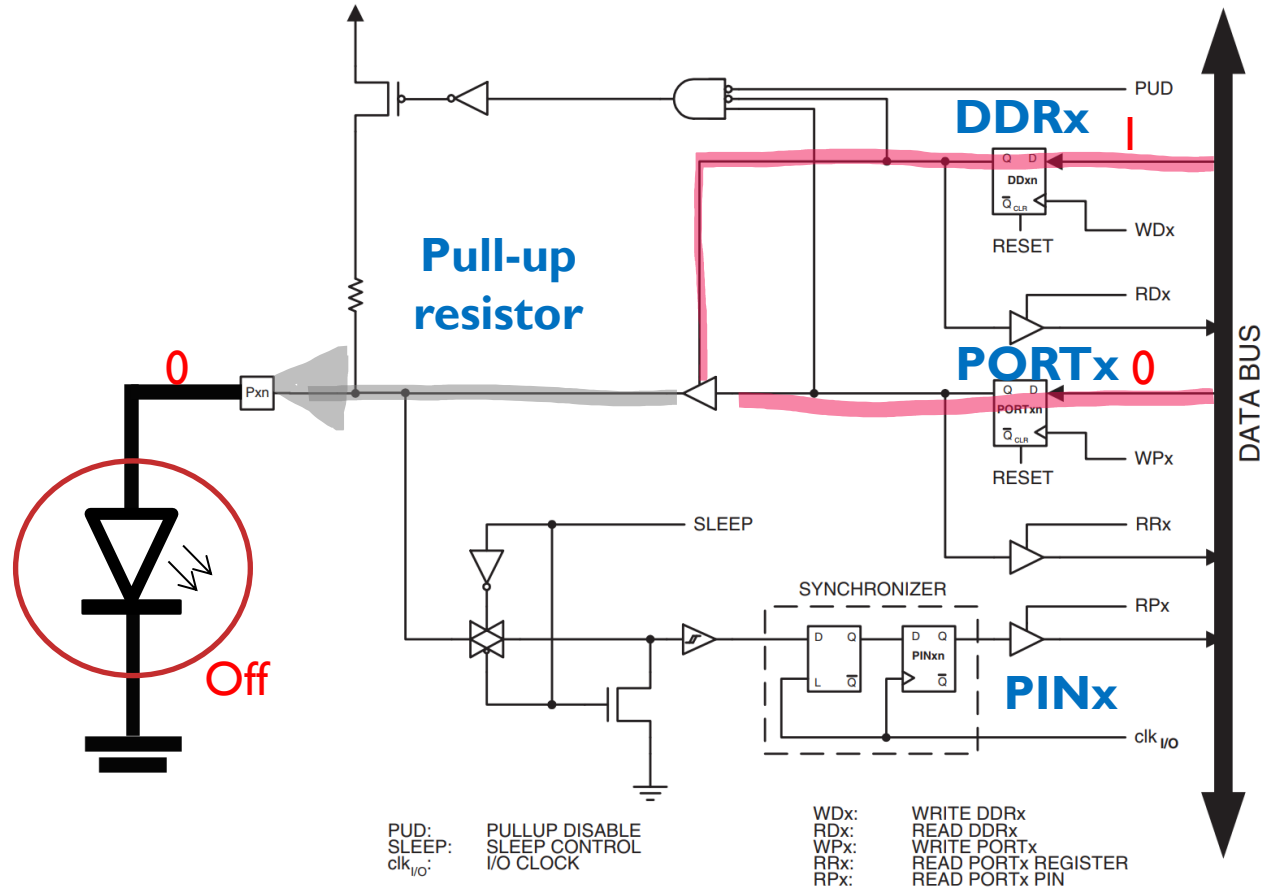 PUD
DDRx
1
Q D
DDxn
Q CLR
WDx
RESET
Pull-up
resistor
RDx
PORTx 0
0
Pxn
Q D
PORTxn
Q CLR
WPx
RESET
DATA BUS
SLEEP
RRx
SYNCHRONIZER
RPx
D Q
D Q
PINxn
L Q
Q
Off
PINx
clk I/O
PUD: PULLUP DISABLE
SLEEP: SLEEP CONTROL
clkI/O: I/O CLOCK
WDx: WRITE DDRx
RDx: READ DDRx
WPx: WRITE PORTx
RRx: READ PORTx REGISTER
RPx: READ PORTx PIN